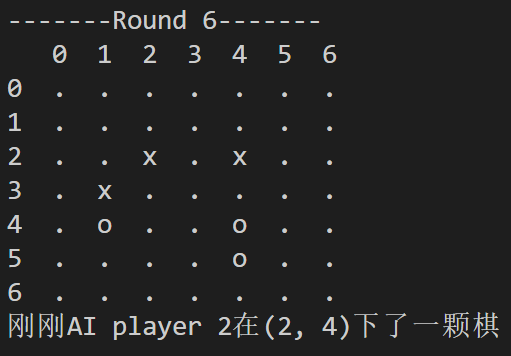 -------Round 6-------
   0  1  2  3  4  5  6
0  .  .  .  .  .  .  .
1  .  .  .  .  .  .  .
2  .  .  x  .  x  .  .
3  .  x  .  .  .  .  .
4  .  o  .  .  o  .  .
5  .  .  .  .  o  .  .
6  .  .  .  .  .  .  .
刚刚AI player 2在(2, 4)下了一颗棋